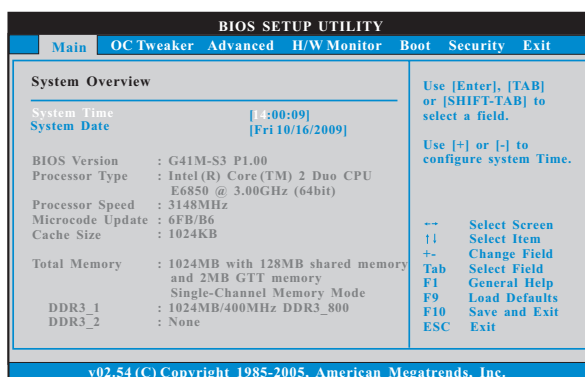 BIOS SETUP UTILITY
Main OC Tweaker Advanced H/W Monitor Boot Security Exit
System Overview
System Time [14:00:09]
System Date [Fri 10/16/2009]
BIOS Version : G41M-S3 P1.00
Processor Type : Intel (R) Core (TM) 2 Duo CPU
E6850 @ 3.00GHz (64bit)
Processor Speed : 3148MHz
Microcode Update : 6FB/B6
Cache Size : 1024KB
Total Memory : 1024MB with 128MB shared memory
and 2MB GTT memory
Single-Channel Memory Mode
DDR3_1 : 1024MB/400MHz DDR3_800
DDR3_2 : None
Use [Enter], [TAB]
or [SHIFT-TAB] to
select a field.
Use [+] or [-] to
configure system Time.
←→ Select Screen
↑↓ Select Item
+- Change Field
Tab Select Field
F1 General Help
F9 Load Defaults
F10 Save and Exit
ESC Exit
v02.54 (C) Copyright 1985-2005, American Megatrends, Inc.